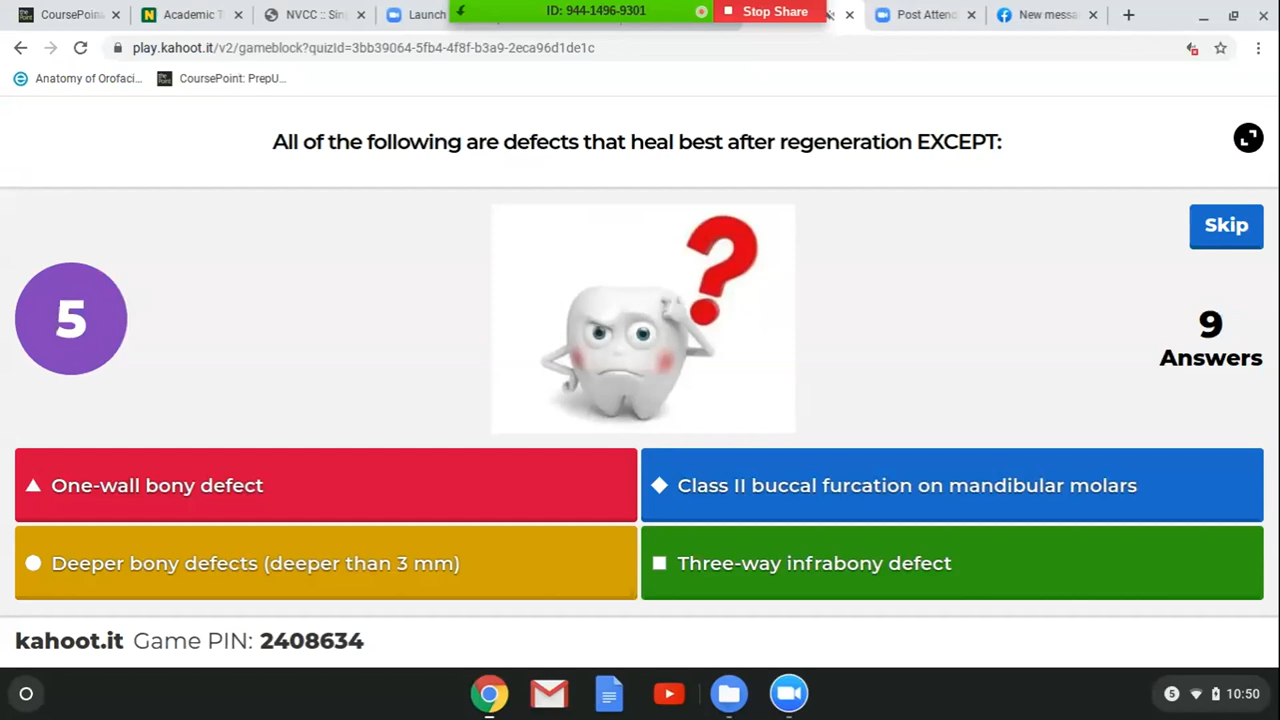 CoursePoint
Academic T
NVCC :: Sin
Launch
ID: 944-1496-9301
Stop Share
Post Attend
New messa
play.kahoot.it/v2/gameblock?quizId=3bb39064-5fb4-4f8f-b3a9-2eca96d1de1c
Anatomy of Orofaci...
CoursePoint: PrepU...
All of the following are defects that heal best after regeneration EXCEPT:
Skip
5
9
Answers
One-wall bony defect
Class II buccal furcation on mandibular molars
Deeper bony defects (deeper than 3 mm)
Three-way infrabony defect
kahoot.it Game PIN: 2408634
5
10:50